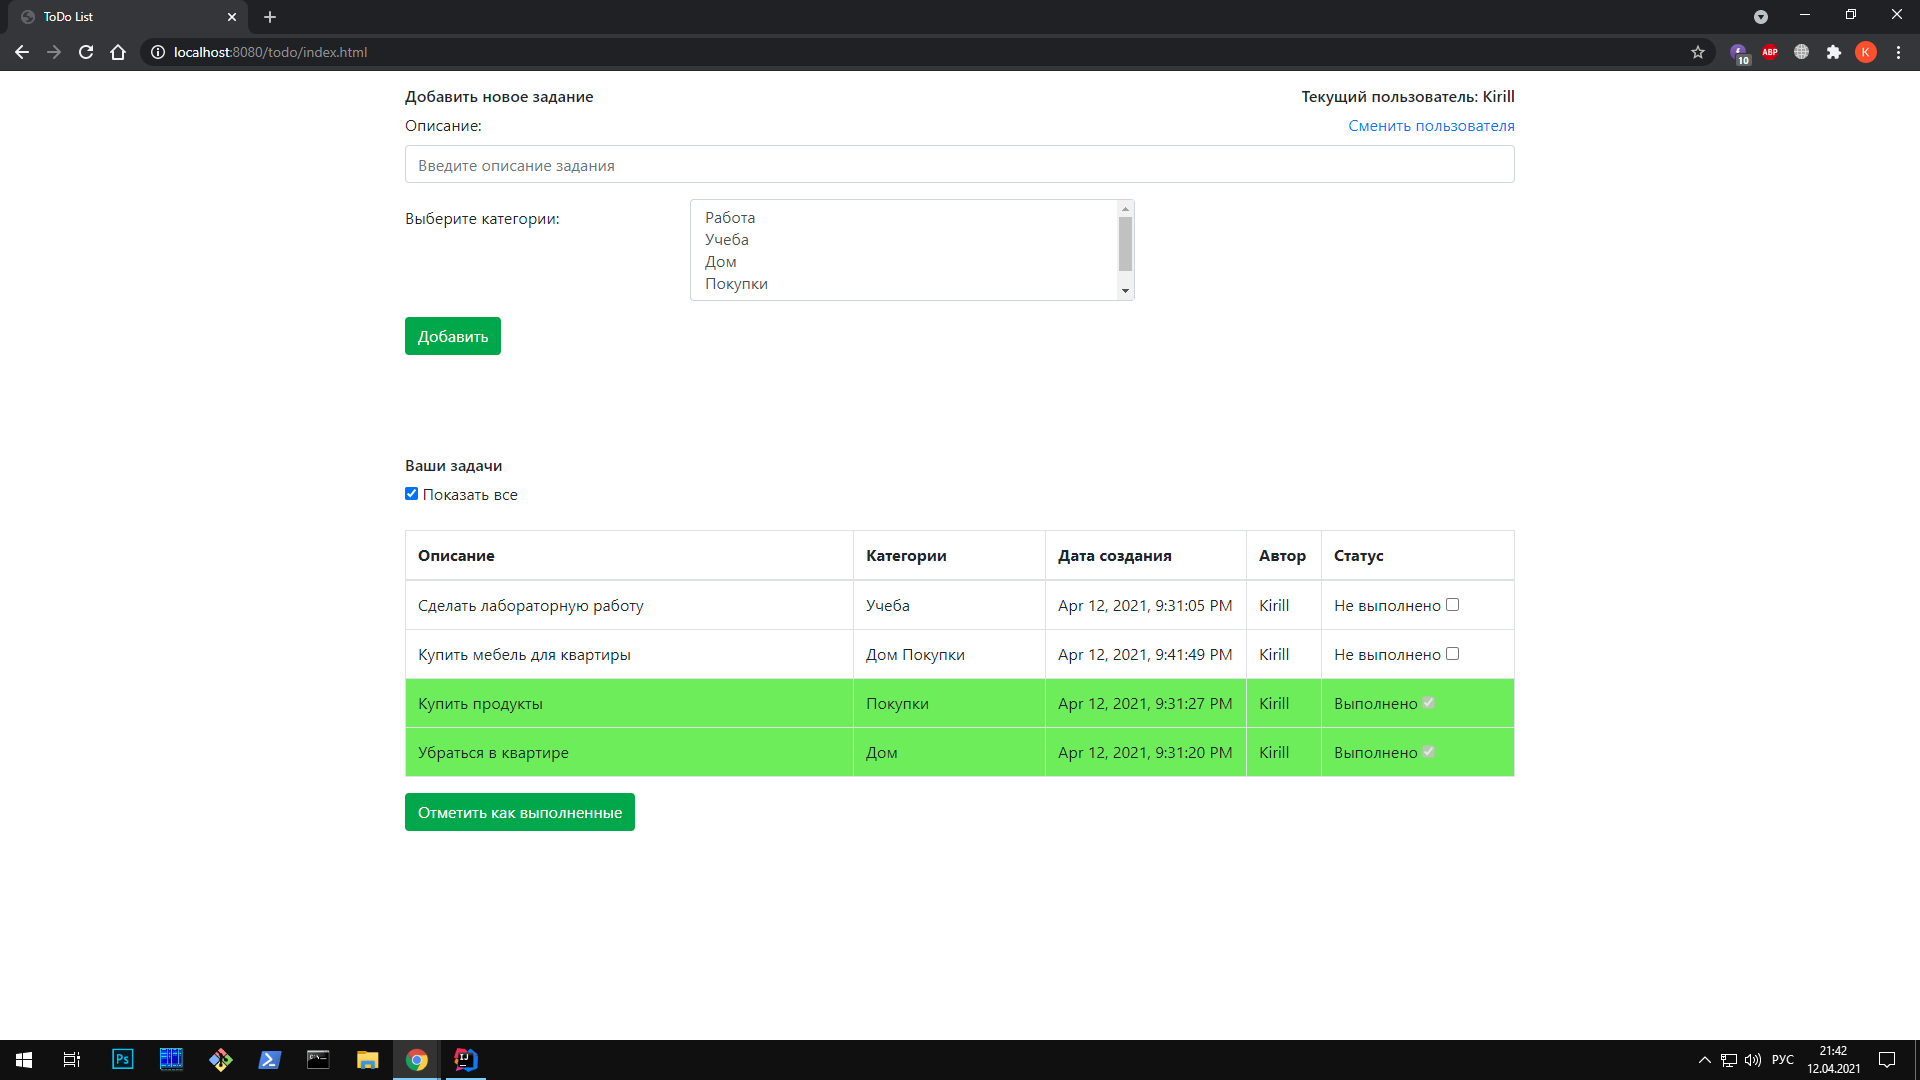 ToDo List
localhost:8080/todo/index.html
10
ABP
K
Добавить новое задание
Текущий пользователь: Kirill
Описание:
Сменить пользователя
Введите описание задания
Выберите категории:
Работа
Учеба
Дом
Покупки
Добавить
Ваши задачи
Показать все
Описание Категории Дата создания Автор Статус
Сделать лабораторную работу Учеба Apr 12, 2021, 9:31:05 PM Kirill Не выполнено
Купить мебель для квартиры Дом Покупки Apr 12, 2021, 9:41:49 PM Kirill Не выполнено
Купить продукты Покупки Apr 12, 2021, 9:31:27 PM Kirill Выполнено
Убраться в квартире Дом Apr 12, 2021, 9:31:20 PM Kirill Выполнено
Отметить как выполненные
Ps
IJ
РУС
21:42
12.04.2021